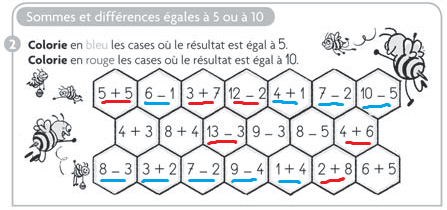 Sommes et différences égales à 5 ou à 10
2 Colorie en bleu les cases où le résultat est égal à 5.
Colorie en rouge les cases où le résultat est égal à 10.
5 + 5 6 – 1 3 + 7 12 – 2 4 + 1 7 – 2 10 – 5
4 + 3 8 + 4 13 – 3 9 – 3 8 – 5 4 + 6
8 – 3 3 + 2 7 – 2 9 – 4 1 + 4 2 + 8 6 + 5